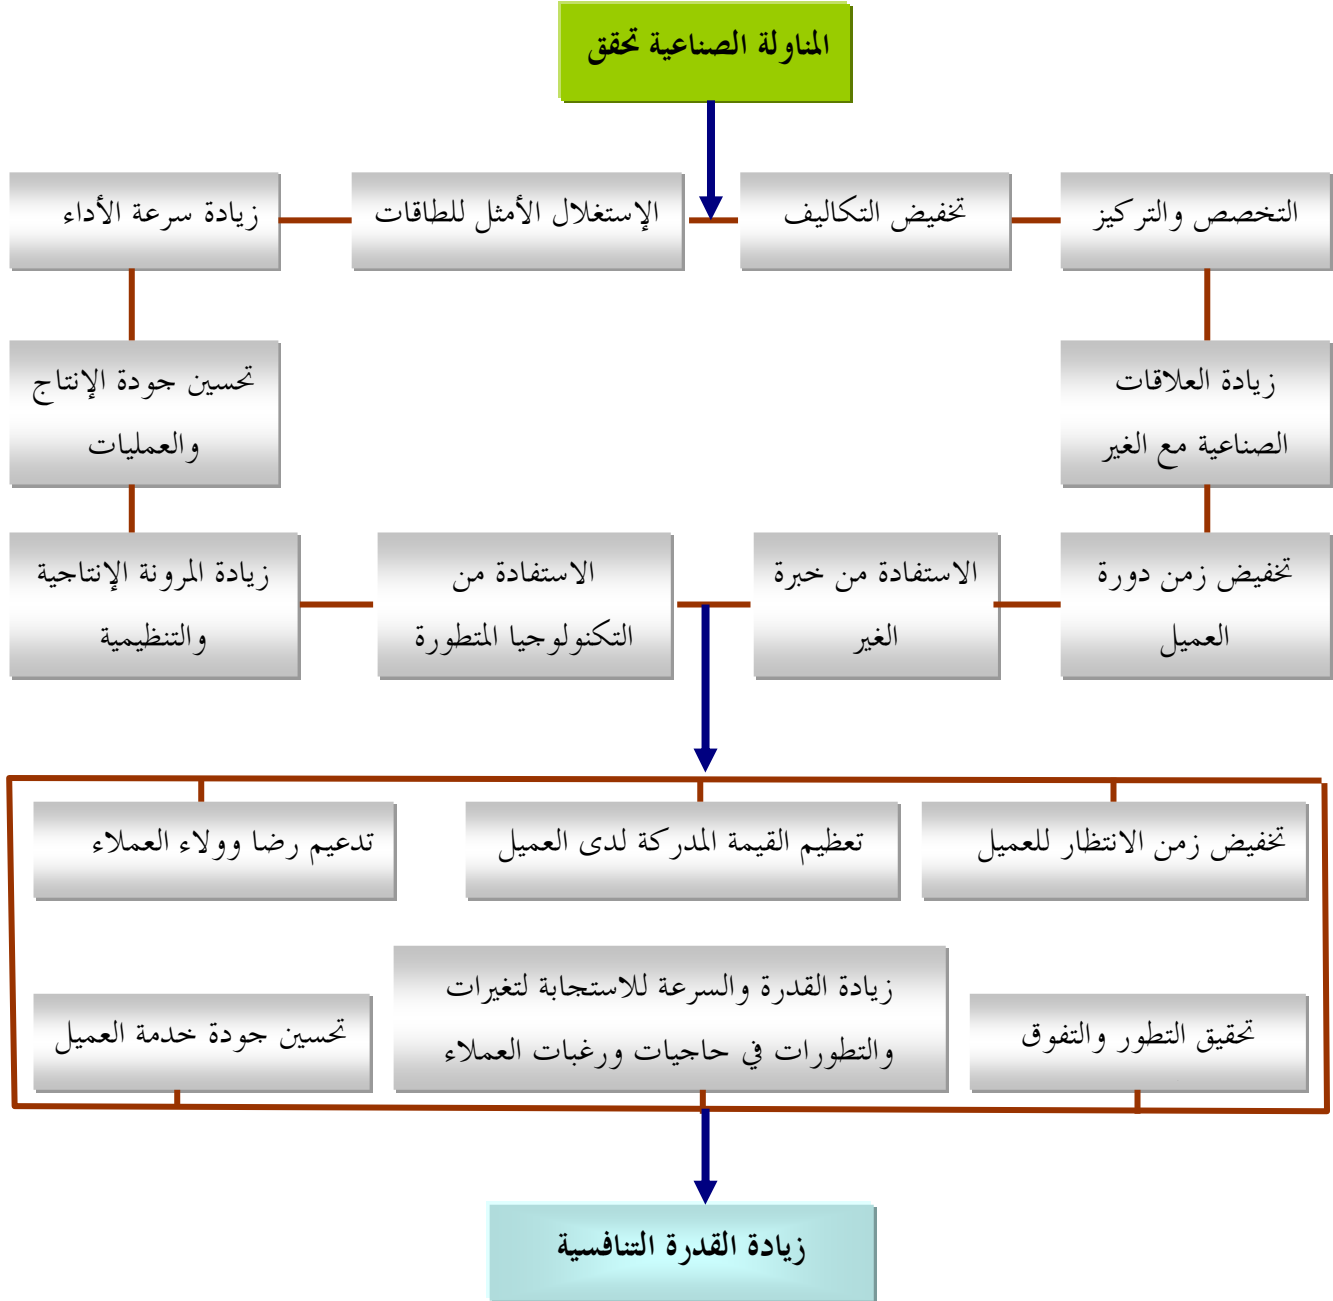 المناولة الصناعية تحقق
التخصص والتركيز
تخفيض التكاليف
الإستغلال الأمثل للطاقات
زيادة سرعة الأداء
زيادة العلاقات
الصناعية مع الغير
تحسين جودة الإنتاج
والعمليات
تخفيض زمن دورة
العميل
الاستفادة من خبرة
الغير
الاستفادة من
التكنولوجيا المتطورة
زيادة المرونة الإنتاجية
والتنظيمية
تخفيض زمن الانتظار للعميل
تعظيم القيمة المدركة لدى العميل
تدعيم رضا وولاء العملاء
تحقيق التطور والتفوق
زيادة القدرة والسرعة للاستجابة لتغيرات
والتطورات في حاجيات ورغبات العملاء
تحسين جودة خدمة العميل
زيادة القدرة التنافسية